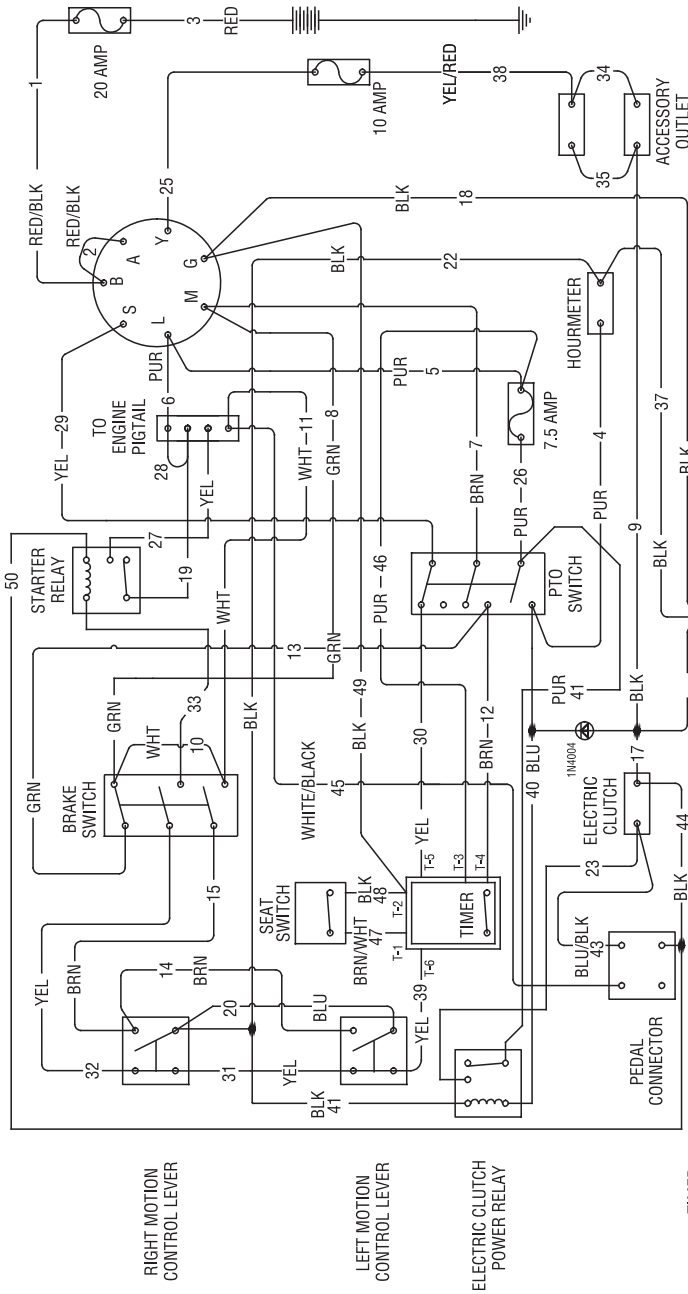 50
STARTER
RELAY
YEL
29
RED/BLK
1
20 AMP
3
RED
RED/BLK
2
B
A
S
Y
L
G
M
25
10 AMP
YEL/RED
38
34
35
ACCESSORY
OUTLET
PUR
6
TO
ENGINE
PIGTAIL
28
YEL
27
19
WHT
11
GRN
8
WHT
PUR
5
BLK
18
BLK
22
HOURMETER
7.5 AMP
BRN
7
PUR
26
PUR
4
9
37
BLK
BLK
GRN
BRAKE
SWITCH
GRN
WHT
10
33
13
GRN
BLK
PUR
46
BLK
49
PTO
SWITCH
WHITE/BLACK
45
30
YEL
BRN
12
PUR
41
BLU
40
1N4004
BLK
17
ELECTRIC
CLUTCH
23
44
BLK
SEAT
SWITCH
BLK
48
BRN/WHT
47
T-1
T-2
T-3
T-4
T-5
T-6
TIMER
YEL
39
BLU/BLK
43
PEDAL
CONNECTOR
YEL
BRN
15
14
BRN
20
BLU
32
31
YEL
BLK
41
RIGHT MOTION
CONTROL LEVER
LEFT MOTION
CONTROL LEVER
ELECTRIC CLUTCH
POWER RELAY